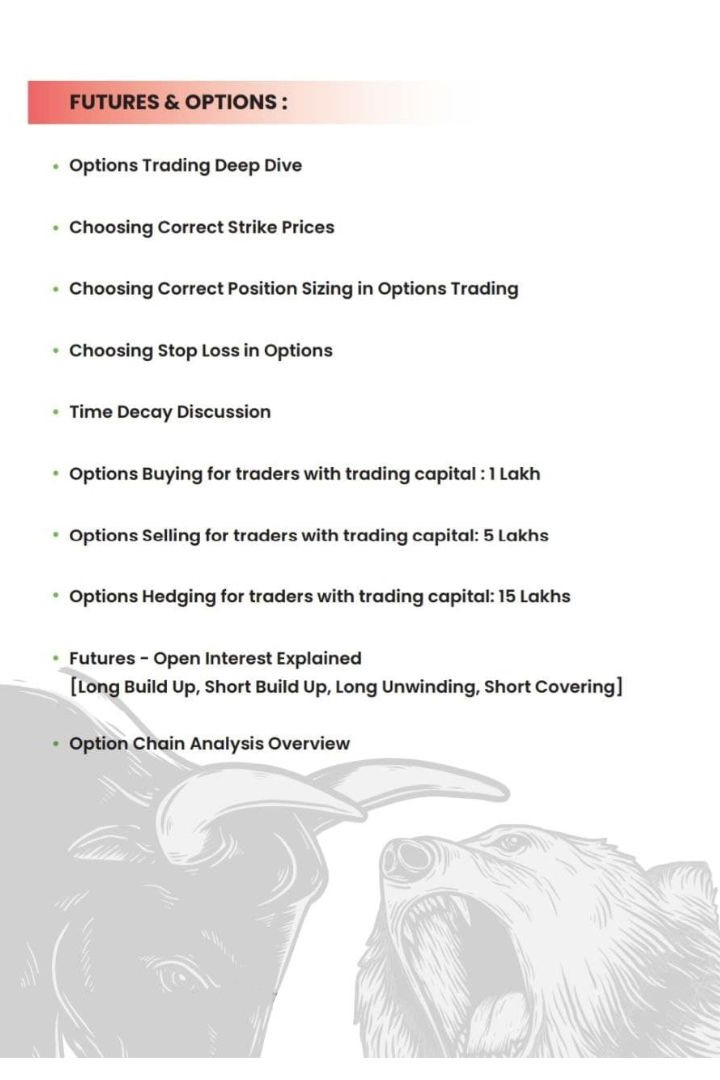 FUTURES & OPTIONS :
• Options Trading Deep Dive
• Choosing Correct Strike Prices
• Choosing Correct Position Sizing in Options Trading
• Choosing Stop Loss in Options
• Time Decay Discussion
• Options Buying for traders with trading capital : 1 Lakh
• Options Selling for traders with trading capital: 5 Lakhs
• Options Hedging for traders with trading capital: 15 Lakhs
• Futures - Open Interest Explained
[Long Build Up, Short Build Up, Long Unwinding, Short Covering]
• Option Chain Analysis Overview